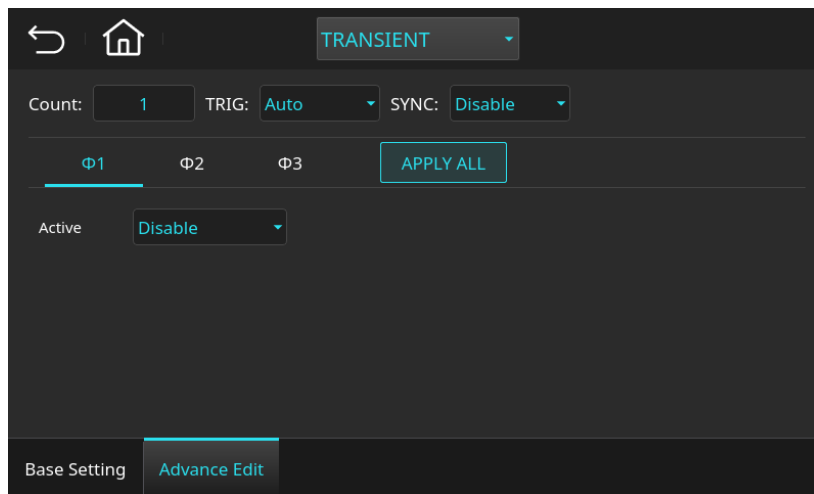 TRANSIENT
Count: 1 TRIG: Auto SYNC: Disable
Φ1 Φ2 Φ3 APPLY ALL
Active Disable
Base Setting Advance Edit